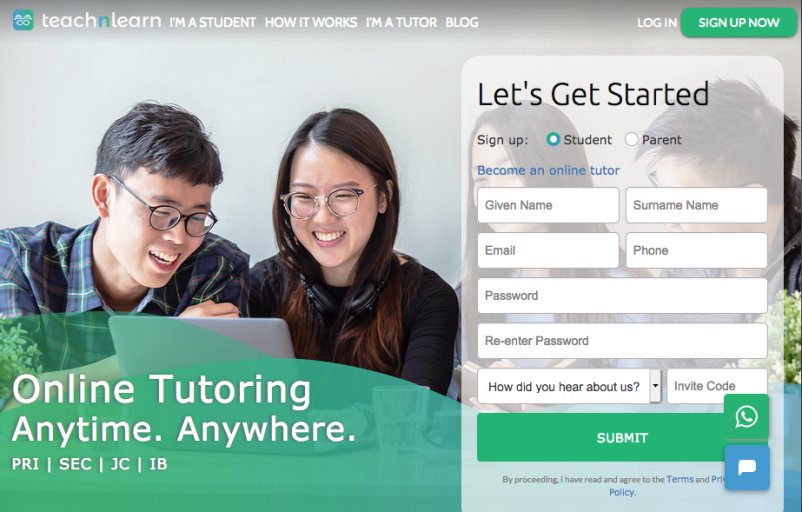 teachnlearn I'M A STUDENT HOW IT WORKS I'M A TUTOR BLOG LOG IN SIGN UP NOW
Let's Get Started
Sign up: Student Parent
Become an online tutor
Given Name Surname Name
Email Phone
Password
Re-enter Password
How did you hear about us? Invite Code
SUBMIT
By proceeding, I have read and agree to the Terms and
Policy.
Online Tutoring
Anytime. Anywhere.
PRI | SEC | JC | IB